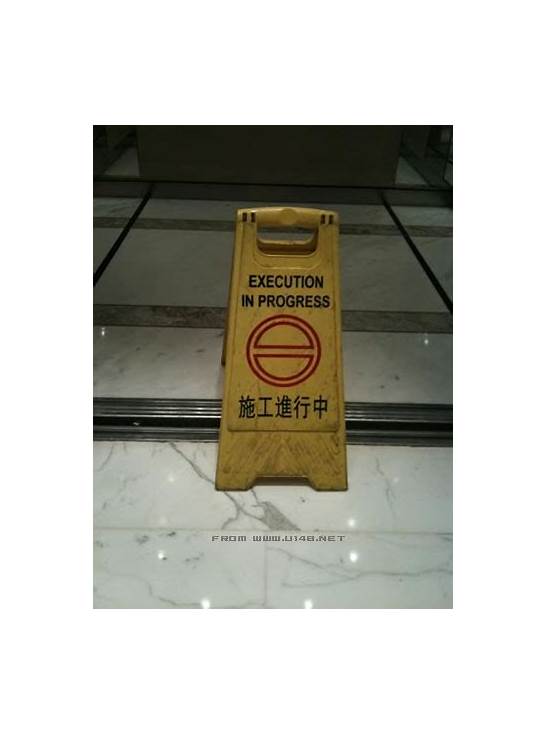 EXECUTION
IN PROGRESS
施工進行中
FROM WWW.U148.NET